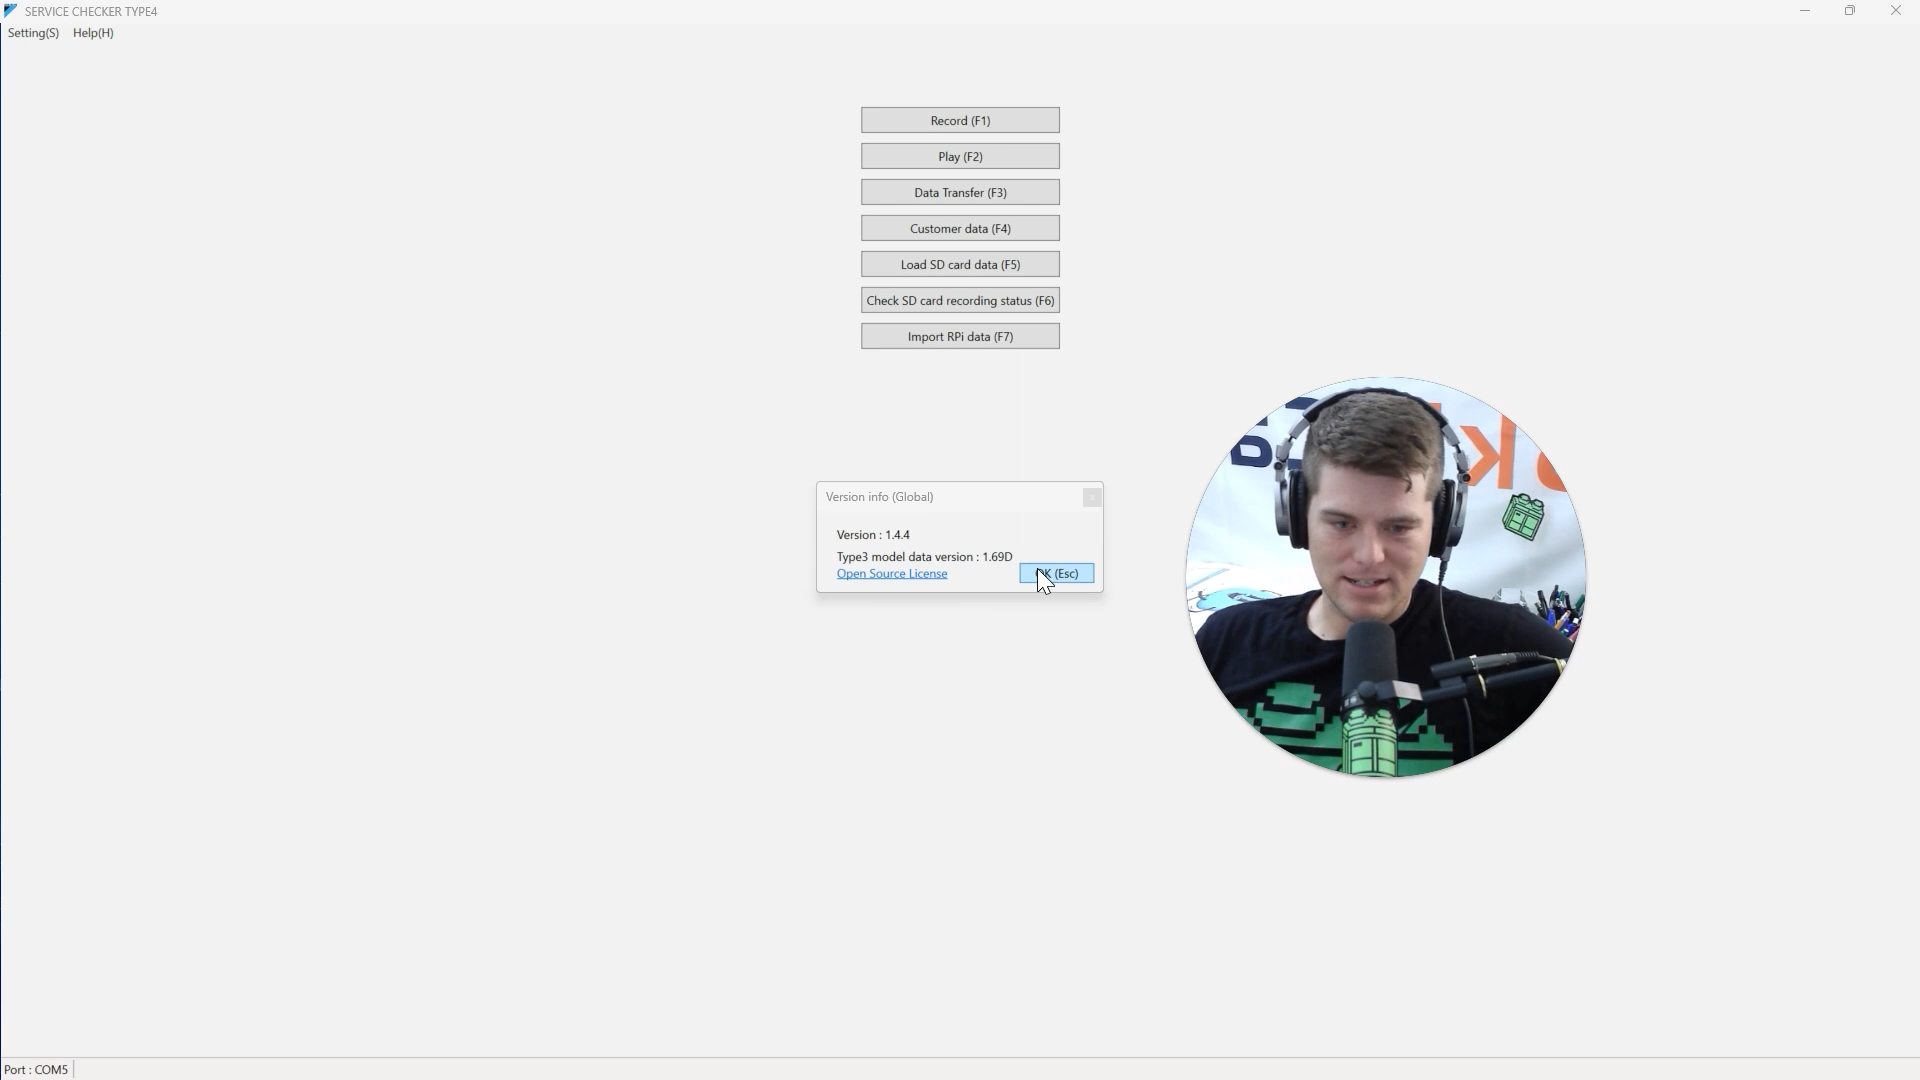 SERVICE CHECKER TYPE4
Setting(S) Help(H)
Record (F1)
Play (F2)
Data Transfer (F3)
Customer data (F4)
Load SD card data (F5)
Check SD card recording status (F6)
Import RPi data (F7)
Version info (Global)
Version : 1.4.4
Type3 model data version : 1.69D
Open Source License
OK (Esc)
Port : COM5